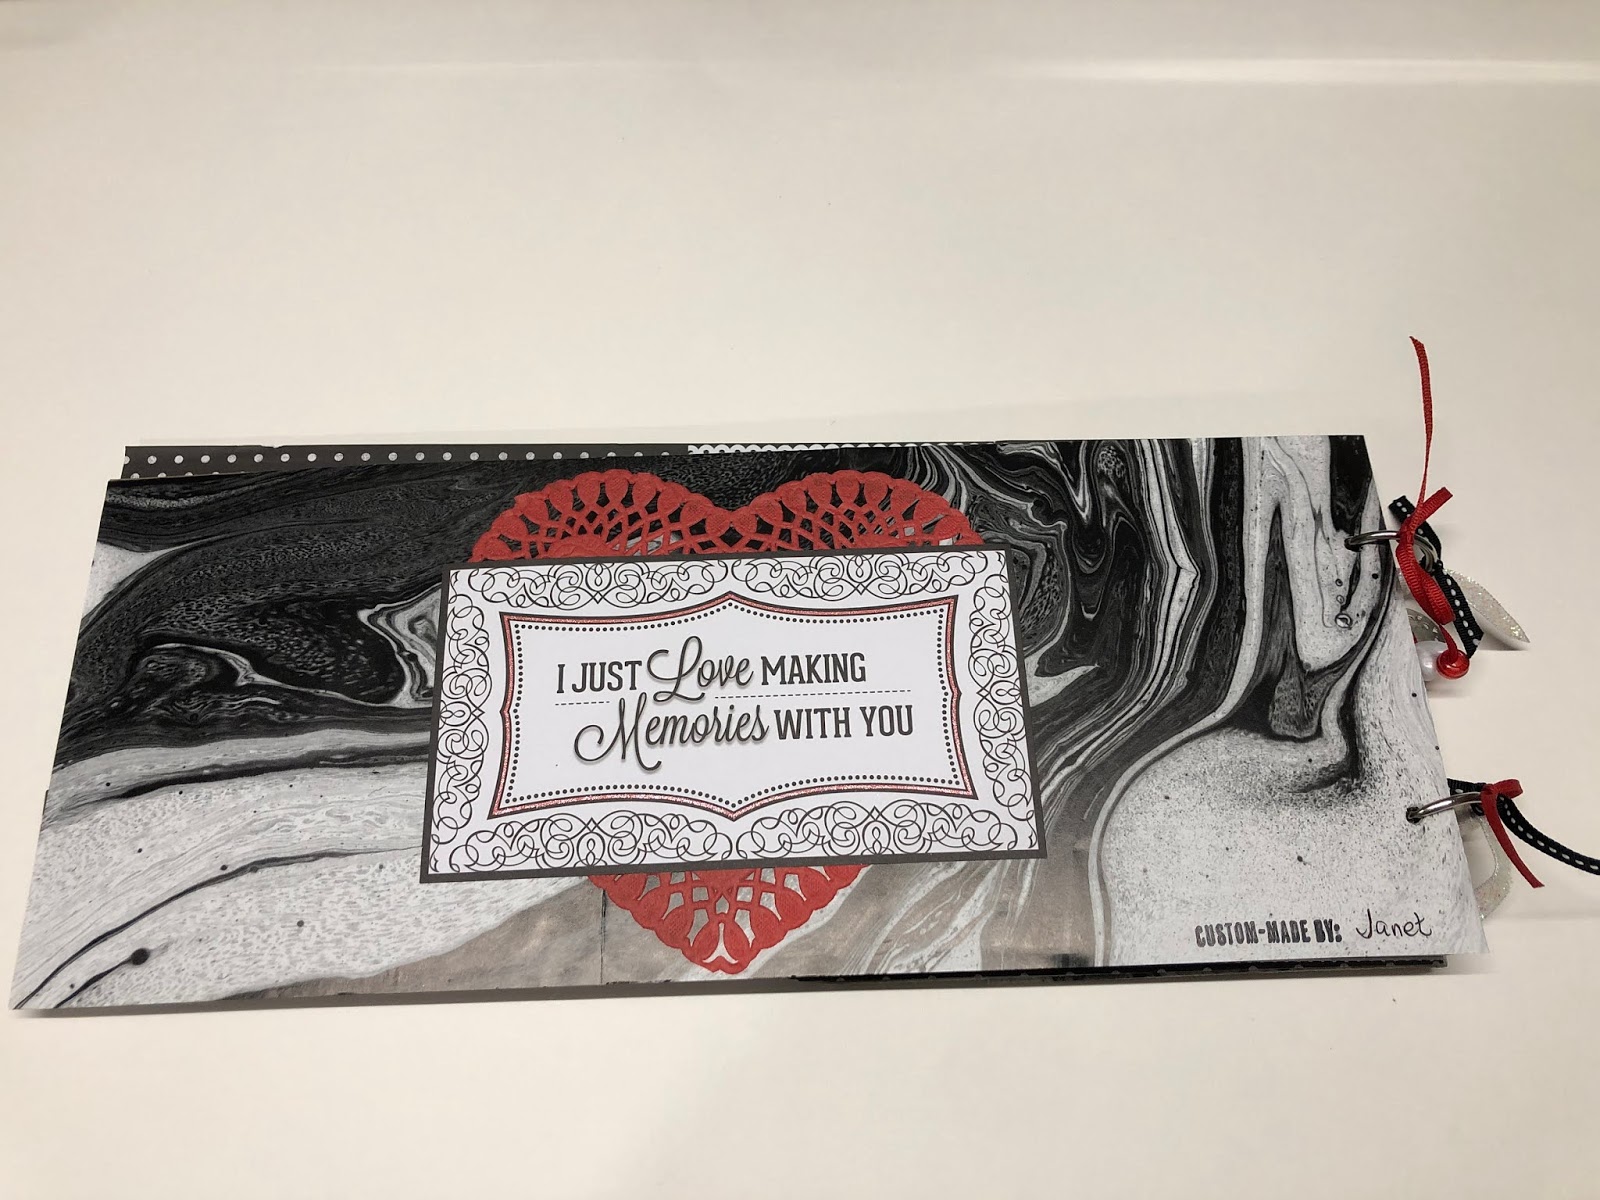 I JUST Love MAKING
Memories WITH YOU
CUSTOM-MADE BY: Janet